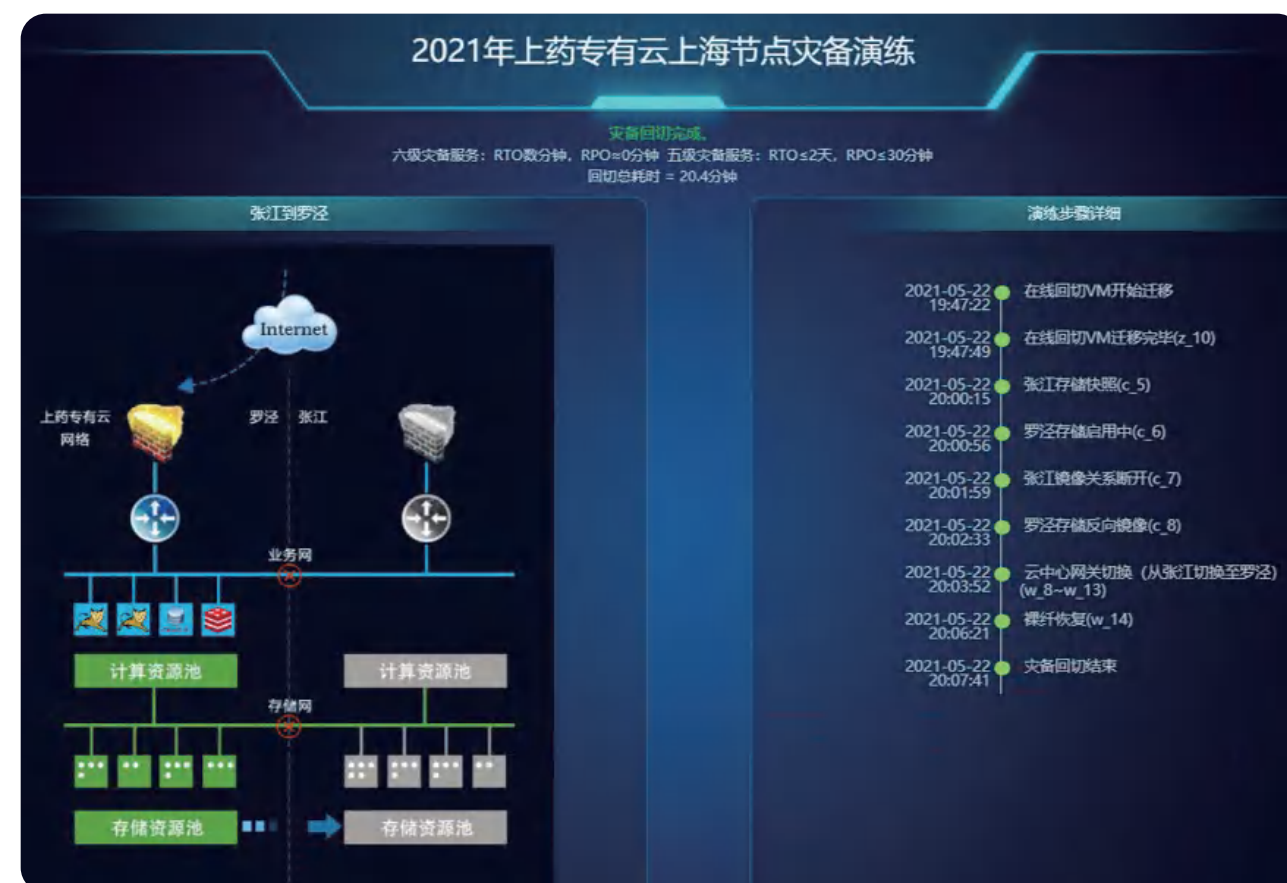 2021年上药专有云上海节点灾备演练
灾备回切完成。
六级灾备服务：RTO数分钟，RPO≈0分钟 五级灾备服务：RTO≤2天，RPO≤30分钟
回切总耗时 = 20.4分钟
张江到罗泾
Internet
上药专有云
网络
罗泾
张江
业务网
计算资源池
计算资源池
存储网
存储资源池
存储资源池
演练步骤详细
2021-05-22
19:47:22
在线回切VM开始迁移
2021-05-22
19:47:49
在线回切VM迁移完毕(z_10)
2021-05-22
20:00:15
张江存储快照(c_5)
2021-05-22
20:00:56
罗泾存储启用中(c_6)
2021-05-22
20:01:59
张江镜像关系断开(c_7)
2021-05-22
20:02:33
罗泾存储反向镜像(c_8)
2021-05-22
20:03:52
云中心网关切换（从张江切换至罗泾）
(w_8~w_13)
2021-05-22
20:06:21
裸纤恢复(w_14)
2021-05-22
20:07:41
灾备回切结束